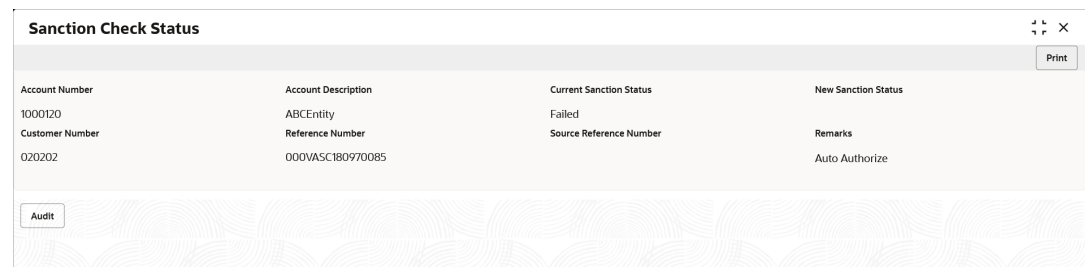 Sanction Check Status
Print
Account Number Account Description Current Sanction Status New Sanction Status
1000120 ABCEntity Failed
Customer Number Reference Number Source Reference Number Remarks
020202 000VASC180970085 Auto Authorize
Audit